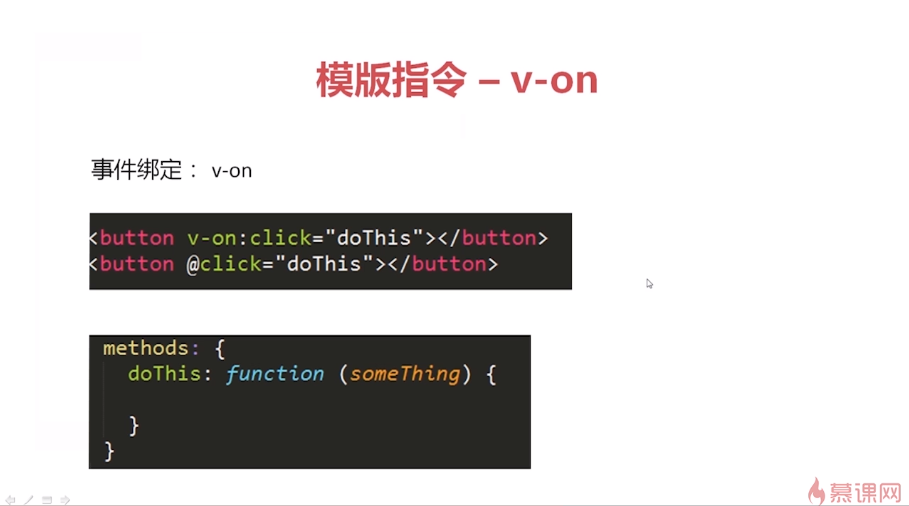 模版指令 – v-on
事件绑定： v-on
<button v-on:click="doThis"></button>
<button @click="doThis"></button>
methods: {
doThis: function (someThing) {
}
}
慕课网